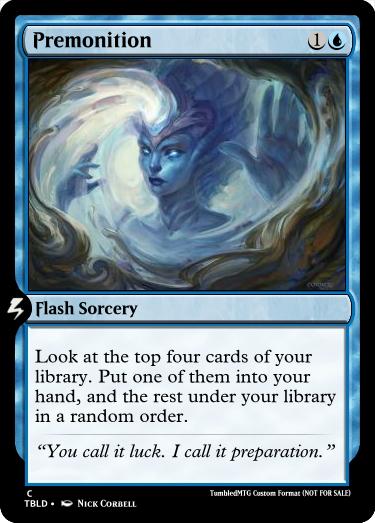 Premonition 1
Flash Sorcery
Look at the top four cards of your
library. Put one of them into your
hand, and the rest under your library
in a random order.
“You call it luck. I call it preparation.”
C
TBLD • Nick Corbell
TumbledMTG Custom Format (NOT FOR SALE)